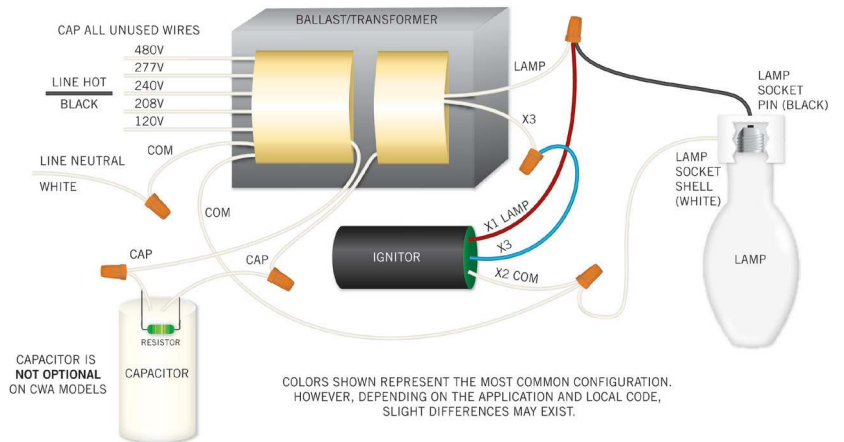 BALLAST/TRANSFORMER
CAP ALL UNUSED WIRES
480V
277V
LINE HOT
240V
BLACK
208V
120V
COM
LINE NEUTRAL
WHITE
COM
LAMP
X3
LAMP
SOCKET
PIN (BLACK)
LAMP
SOCKET
SHELL
(WHITE)
LAMP
X1 LAMP
IGNITOR
X3
X2 COM
CAP
CAP
RESISTOR
CAPACITOR
CAPACITOR IS
NOT OPTIONAL
ON CWA MODELS
COLORS SHOWN REPRESENT THE MOST COMMON CONFIGURATION.
HOWEVER, DEPENDING ON THE APPLICATION AND LOCAL CODE,
SLIGHT DIFFERENCES MAY EXIST.